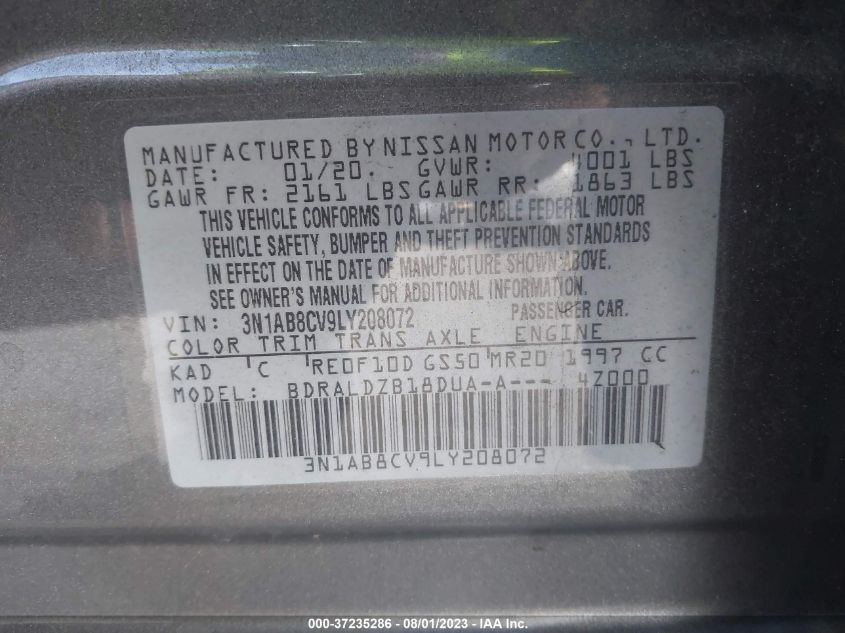 MANUFACTURED BY NISSAN MOTOR CO., LTD.
DATE: 01/20. GVWR: 4001 LBS
GAWR FR: 2161 LBS GAWR RR: 1863 LBS
THIS VEHICLE CONFORMS TO ALL APPLICABLE FEDERAL MOTOR
VEHICLE SAFETY, BUMPER AND THEFT PREVENTION STANDARDS
IN EFFECT ON THE DATE OF MANUFACTURE SHOWN ABOVE.
SEE OWNER'S MANUAL FOR ADDITIONAL INFORMATION.
VIN: 3N1AB8CV9LY208072 PASSENGER CAR.
COLOR TRIM TRANS AXLE ENGINE
KAD C RE0F10D GS50 MR20 1997 CC
MODEL: BDRALDZB18DUA-A--- 4Z000
3N1AB8CV9LY208072
000-37235286 - 08/01/2023 - IAA Inc.